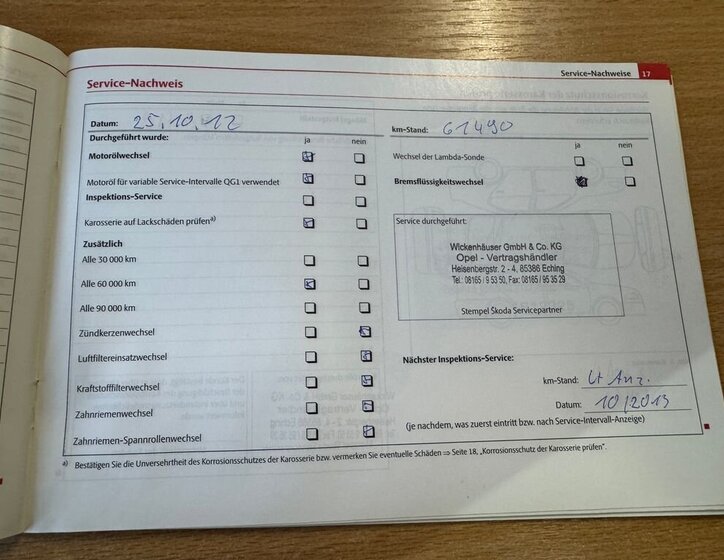 Service-Nachweise 17
Service-Nachweis
Datum: 25.10.12
km-Stand: 61490
Durchgeführt wurde: ja nein
ja nein
Motorölwechsel
Wechsel der Lambda-Sonde
Motoröl für variable Service-Intervalle QG1 verwendet
Bremsflüssigkeitswechsel
Inspektions-Service
Karosserie auf Lackschäden prüfen a)
Service durchgeführt:
Zusätzlich
Wickenhäuser GmbH & Co. KG
Opel - Vertragshändler
Heisenbergstr. 2 - 4, 85386 Eching
Tel.: 08165 / 9 53 50, Fax: 08165 / 95 35 29
Alle 30 000 km
Alle 60 000 km
Alle 90 000 km
Stempel Škoda Servicepartner
Zündkerzenwechsel
Luftfiltereinsatzwechsel
Nächster Inspektions-Service:
Kraftstofffilterwechsel
km-Stand: Lt Anz.
Zahnriemenwechsel
Datum: 10/2013
Zahnriemen-Spannrollenwechsel
(je nachdem, was zuerst eintritt bzw. nach Service-Intervall-Anzeige)
a) Bestätigen Sie die Unversehrtheit des Korrosionsschutzes der Karosserie bzw. vermerken Sie eventuelle Schäden ⇒ Seite 18, „Korrosionsschutz der Karosserie prüfen“.